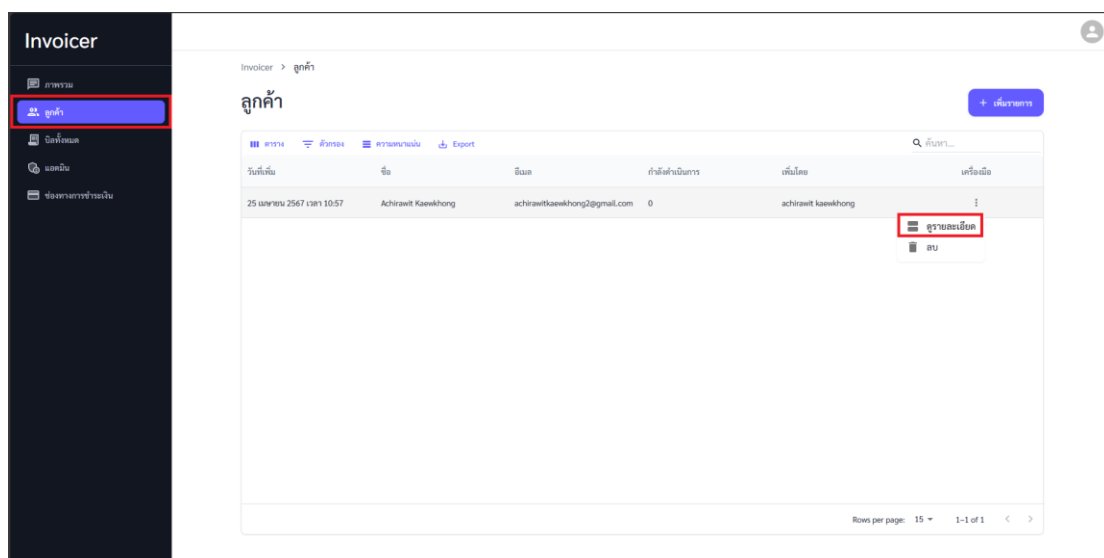 Invoicer
ภาพรวม
ลูกค้า
บิลทั้งหมด
แอดมิน
ช่องทางการชำระเงิน
Invoicer > ลูกค้า
ลูกค้า
+ เพิ่มรายการ
ตาราง ตัวกรอง ความหนาแน่น Export ค้นหา...
วันที่เพิ่ม ชื่อ อีเมล กำลังดำเนินการ เพิ่มโดย เครื่องมือ
25 เมษายน 2567 เวลา 10:57 Achirawit Kaewkhong achirawitkaewkhong2@gmail.com 0 achirawit kaewkhong
ดูรายละเอียด
ลบ
Rows per page: 15 1–1 of 1